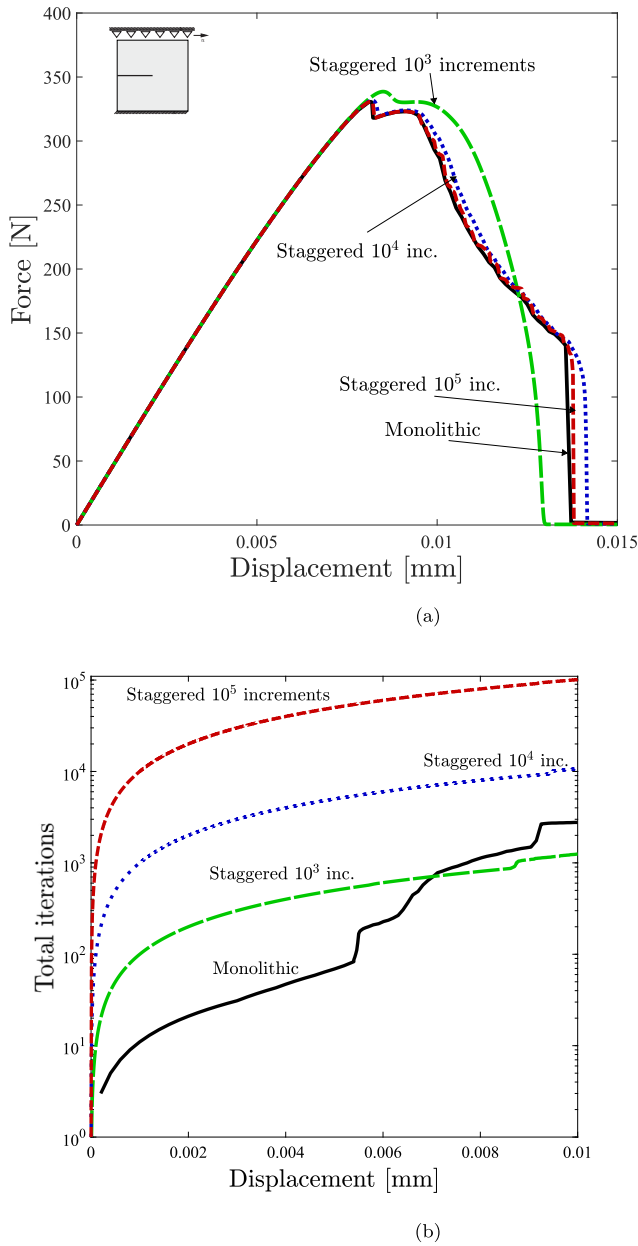 400
350
300
250
200
150
100
50
0
Force [N]
Staggered 10³ increments
Staggered 10⁴ inc.
Staggered 10⁵ inc.
Monolithic
0
0.005
0.01
0.015
Displacement [mm]
(a)
10⁵
10⁴
10³
10²
10¹
10⁰
Total iterations
Staggered 10⁵ increments
Staggered 10⁴ inc.
Staggered 10³ inc.
Monolithic
0
0.002
0.004
0.006
0.008
0.01
Displacement [mm]
(b)